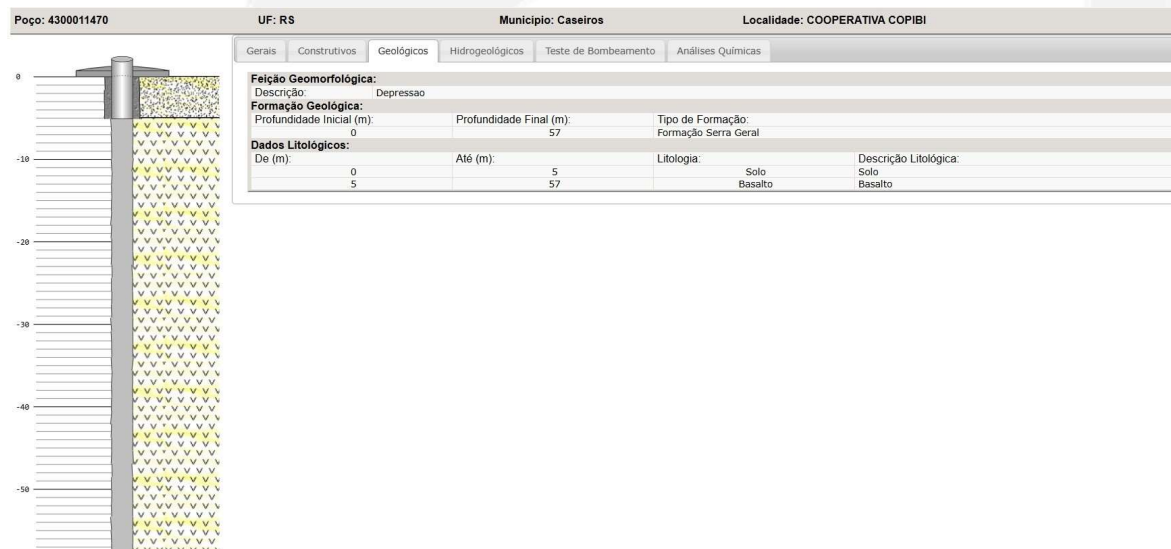 Poço: 4300011470 UF: RS Municipio: Caseiros Localidade: COOPERATIVA COPIBI
Gerais Construtivos Geológicos Hidrogeológicos Teste de Bombeamento Análises Químicas
Feição Geomorfológica:
Descrição: Depressao
Formação Geológica:
Profundidade Inicial (m): Profundidade Final (m): Tipo de Formação:
0 57 Formação Serra Geral
Dados Litológicos:
De (m): Até (m): Litologia: Descrição Litológica:
0 5 Solo Solo
5 57 Basalto Basalto
0
-10
-20
-30
-40
-50